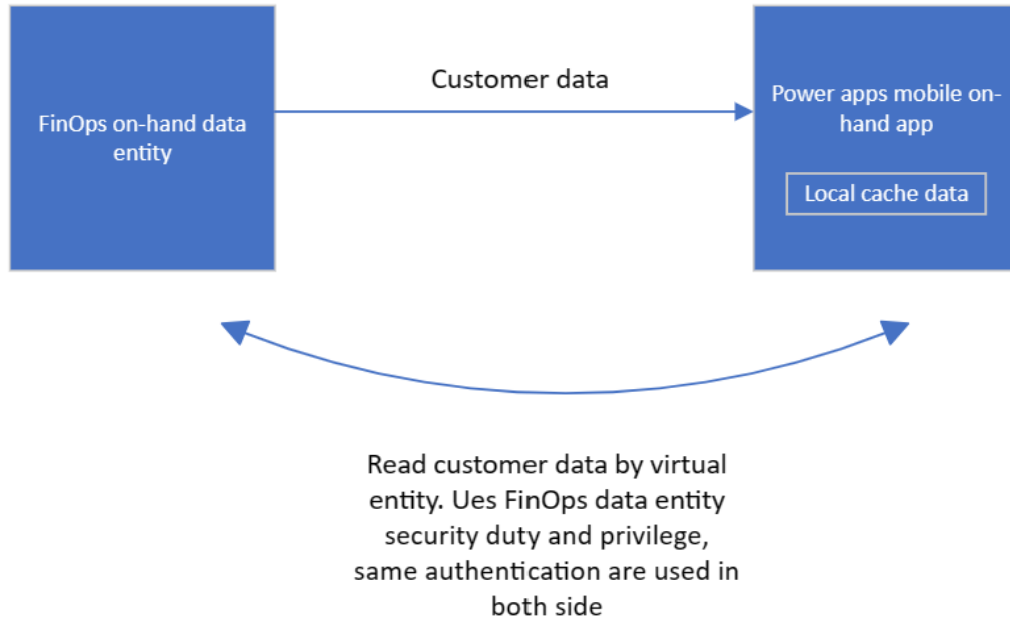 Customer data
FinOps on-hand data
entity
Power apps mobile on-
hand app
Local cache data
Read customer data by virtual
entity. Ues FinOps data entity
security duty and privilege,
same authentication are used in
both side